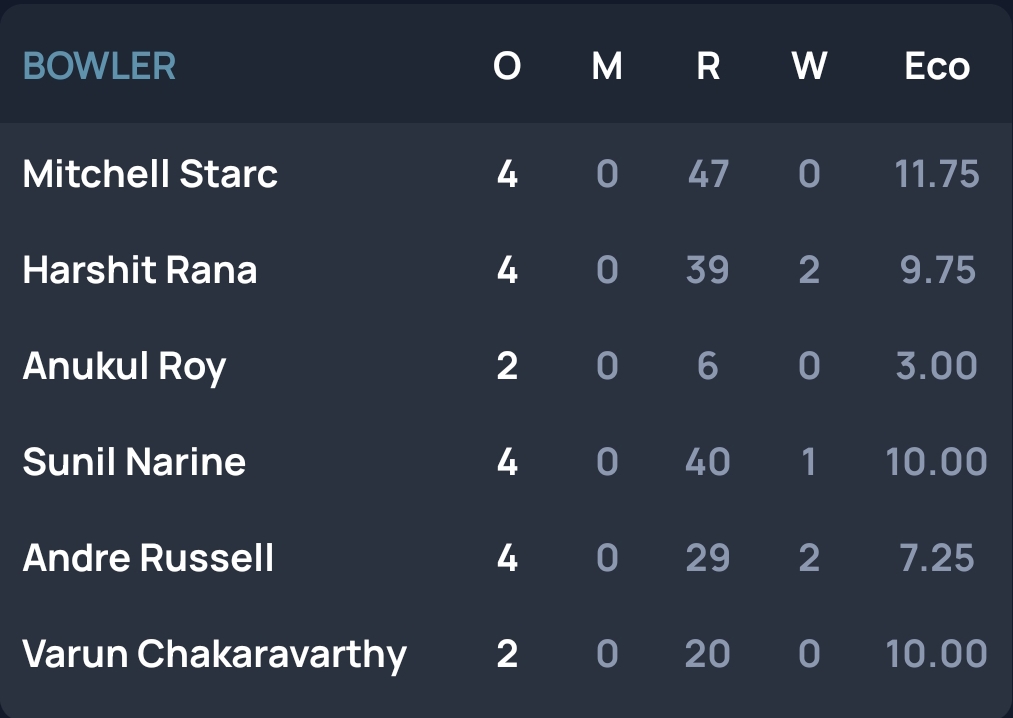 BOWLER O M R W Eco
Mitchell Starc 4 0 47 0 11.75
Harshit Rana 4 0 39 2 9.75
Anukul Roy 2 0 6 0 3.00
Sunil Narine 4 0 40 1 10.00
Andre Russell 4 0 29 2 7.25
Varun Chakaravarthy 2 0 20 0 10.00